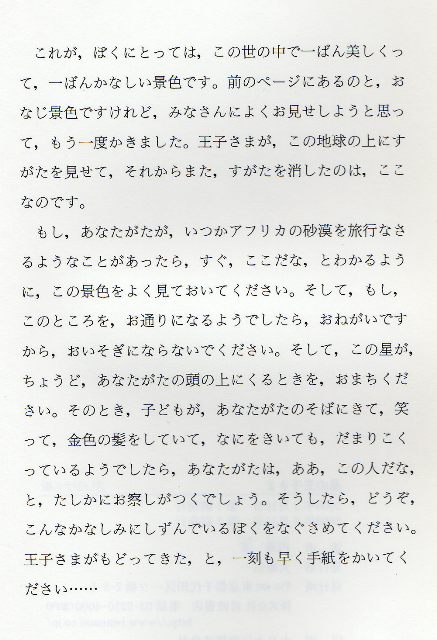 これが，ぼくにとっては，この世の中で一ばん美しくっ
て，一ばんかなしい景色です。前のページにあるのと，お
なじ景色ですけれど，みなさんによくお見せしようと思っ
て，もう一度かきました。王子さまが，この地球の上にす
がたを見せて，それからまた，すがたを消したのは，ここ
なのです。
もし，あなたがたが，いつかアフリカの砂漠を旅行なさ
るようなことがあったら，すぐ，ここだな，とわかるよう
に，この景色をよく見ておいてください。そして，もし，
このところを，お通りになるようでしたら，おねがいです
から，おいそぎにならないでください。そして，この星が，
ちょうど，あなたがたの頭の上にくるときを，おまちくだ
さい。そのとき，子どもが，あなたがたのそばにきて，笑
って，金色の髪をしていて，なにをきいても，だまりこく
っているようでしたら，あなたがたは，ああ，この人だな，
と，たしかにお察しがつくでしょう。そうしたら，どうぞ，
こんなかなしみにしずんでいるぼくをなぐさめてください。
王子さまがもどってきた，と，一刻も早く手紙をかいてく
ださい……